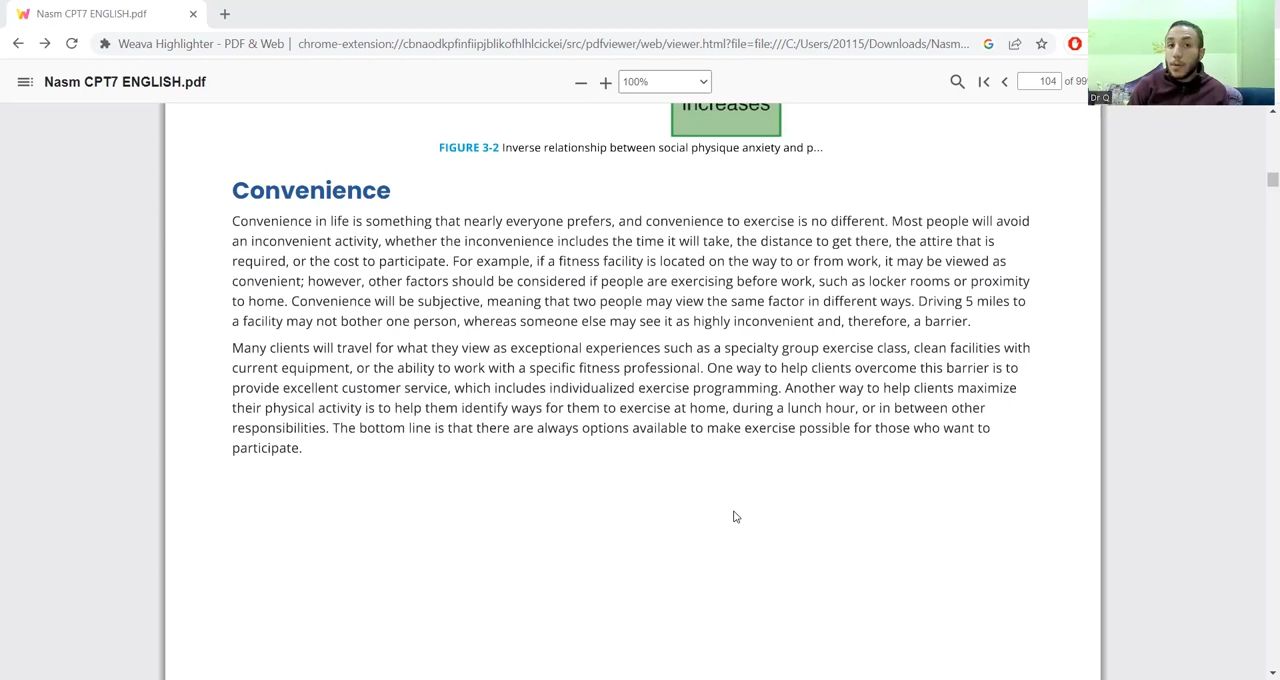 Nasm CPT7 ENGLISH.pdf
Weava Highlighter - PDF & Web | chrome-extension://cbnaodkpfinfiipjblikofhlhlcickei/src/pdfviewer/web/viewer.html?file=file:///C:/Users/20115/Downloads/Nasm...
Nasm CPT7 ENGLISH.pdf
100%
104 of 99
Dr Q
increases
FIGURE 3-2 Inverse relationship between social physique anxiety and p...
Convenience
Convenience in life is something that nearly everyone prefers, and convenience to exercise is no different. Most people will avoid
an inconvenient activity, whether the inconvenience includes the time it will take, the distance to get there, the attire that is
required, or the cost to participate. For example, if a fitness facility is located on the way to or from work, it may be viewed as
convenient; however, other factors should be considered if people are exercising before work, such as locker rooms or proximity
to home. Convenience will be subjective, meaning that two people may view the same factor in different ways. Driving 5 miles to
a facility may not bother one person, whereas someone else may see it as highly inconvenient and, therefore, a barrier.
Many clients will travel for what they view as exceptional experiences such as a specialty group exercise class, clean facilities with
current equipment, or the ability to work with a specific fitness professional. One way to help clients overcome this barrier is to
provide excellent customer service, which includes individualized exercise programming. Another way to help clients maximize
their physical activity is to help them identify ways for them to exercise at home, during a lunch hour, or in between other
responsibilities. The bottom line is that there are always options available to make exercise possible for those who want to
participate.